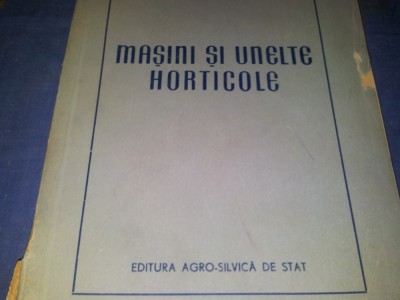 MAȘINI ȘI UNELTE
HORTICOLE
EDITURA AGRO-SILVICĂ DE STAT